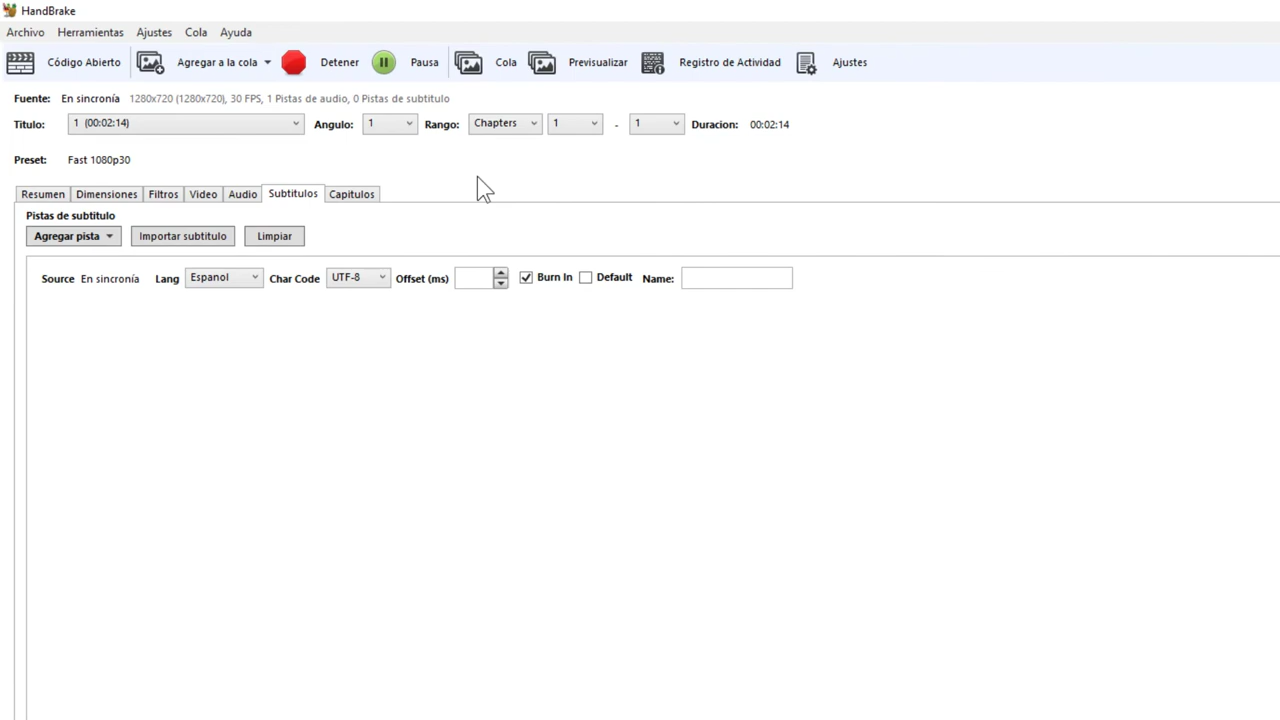 HandBrake
Archivo Herramientas Ajustes Cola Ayuda
Código Abierto Agregar a la cola Detener Pausa Cola Previsualizar Registro de Actividad Ajustes
Fuente: En sincronía 1280x720 (1280x720), 30 FPS, 1 Pistas de audio, 0 Pistas de subtitulo
Titulo: 1 (00:02:14) Angulo: 1 Rango: Chapters 1 - 1 Duracion: 00:02:14
Preset: Fast 1080p30
Resumen Dimensiones Filtros Video Audio Subtitulos Capitulos
Pistas de subtitulo
Agregar pista Importar subtitulo Limpiar
Source En sincronía Lang Espanol Char Code UTF-8 Offset (ms) Burn In Default Name: